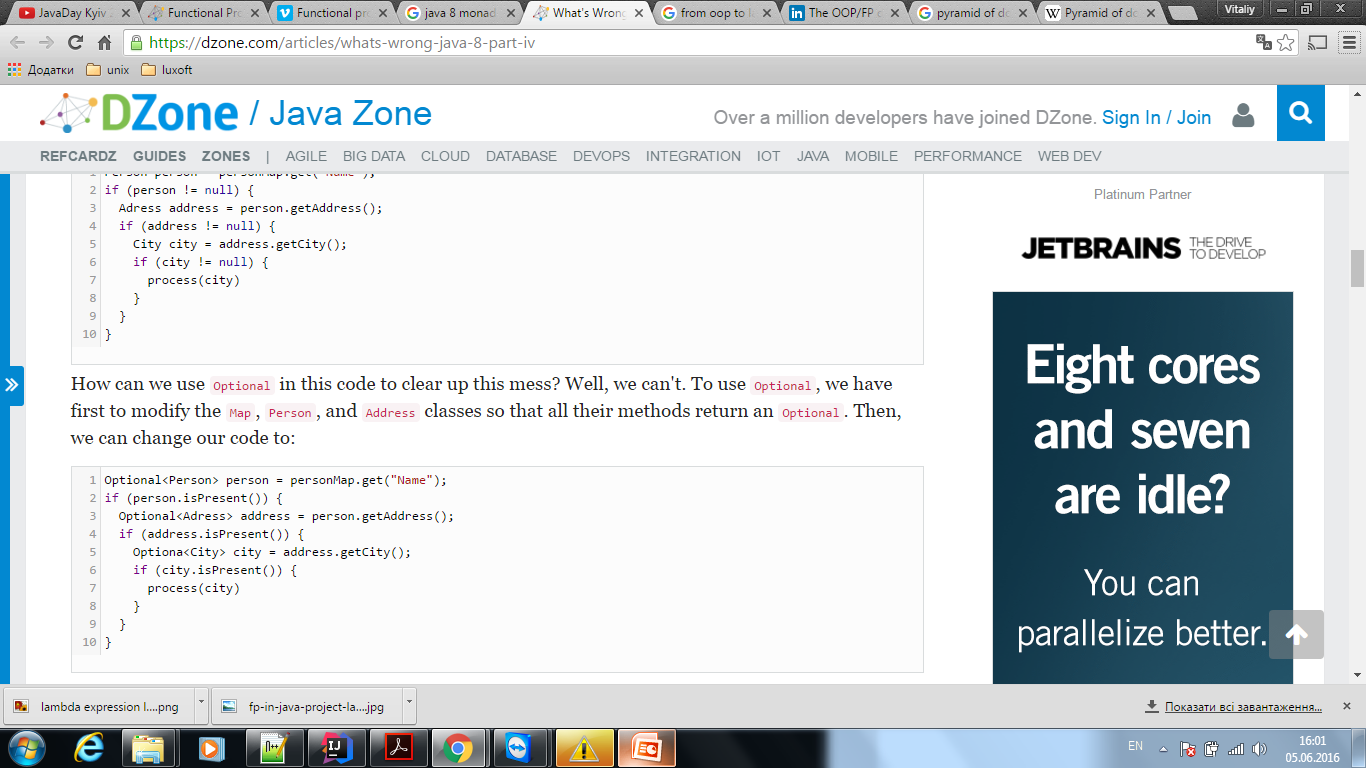 JavaDay Kyiv
Functional Pro
Functional pro
java 8 monad
What's Wrong
from oop to
The OOP/FP
pyramid of de
Pyramid of de
Vitaliy
https://dzone.com/articles/whats-wrong-java-8-part-iv
Додатки unix luxoft
DZone / Java Zone
Over a million developers have joined DZone. Sign In / Join
REFCARDZ GUIDES ZONES | AGILE BIG DATA CLOUD DATABASE DEVOPS INTEGRATION IOT JAVA MOBILE PERFORMANCE WEB DEV
1 Person person = personMap.get("Name");
2 if (person != null) {
3 Adress address = person.getAddress();
4 if (address != null) {
5 City city = address.getCity();
6 if (city != null) {
7 process(city)
8 }
9 }
10 }
How can we use Optional in this code to clear up this mess? Well, we can't. To use Optional, we have
first to modify the Map, Person, and Address classes so that all their methods return an Optional. Then,
we can change our code to:
1 Optional<Person> person = personMap.get("Name");
2 if (person.isPresent()) {
3 Optional<Adress> address = person.getAddress();
4 if (address.isPresent()) {
5 Optiona<City> city = address.getCity();
6 if (city.isPresent()) {
7 process(city)
8 }
9 }
10 }
Platinum Partner
JETBRAINS THE DRIVE
TO DEVELOP
Eight cores
and seven
are idle?
You can
parallelize better.
lambda expression l....png
fp-in-java-project-la....jpg
Показати всі завантаження...
EN
16:01
05.06.2016